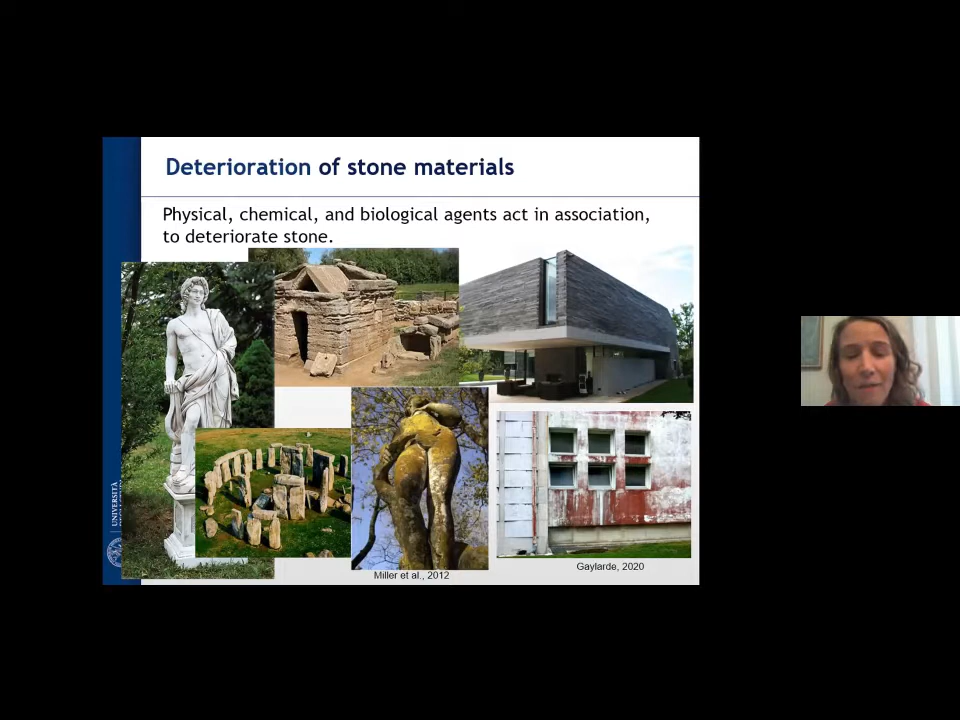 Deterioration of stone materials
Physical, chemical, and biological agents act in association,
to deteriorate stone.
UNIVERSITÀ
Miller et al., 2012
Gaylarde, 2020